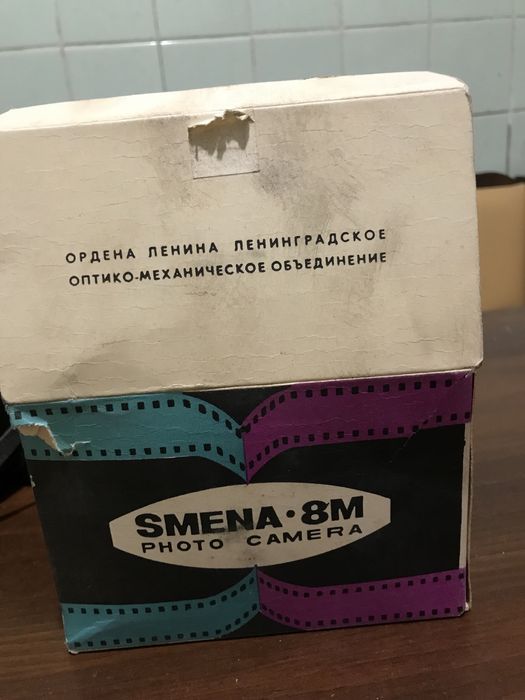 ОРДЕНА ЛЕНИНА ЛЕНИНГРАДСКОЕ
ОПТИКО-МЕХАНИЧЕСКОЕ ОБЪЕДИНЕНИЕ
SMENA·8M
PHOTO CAMERA